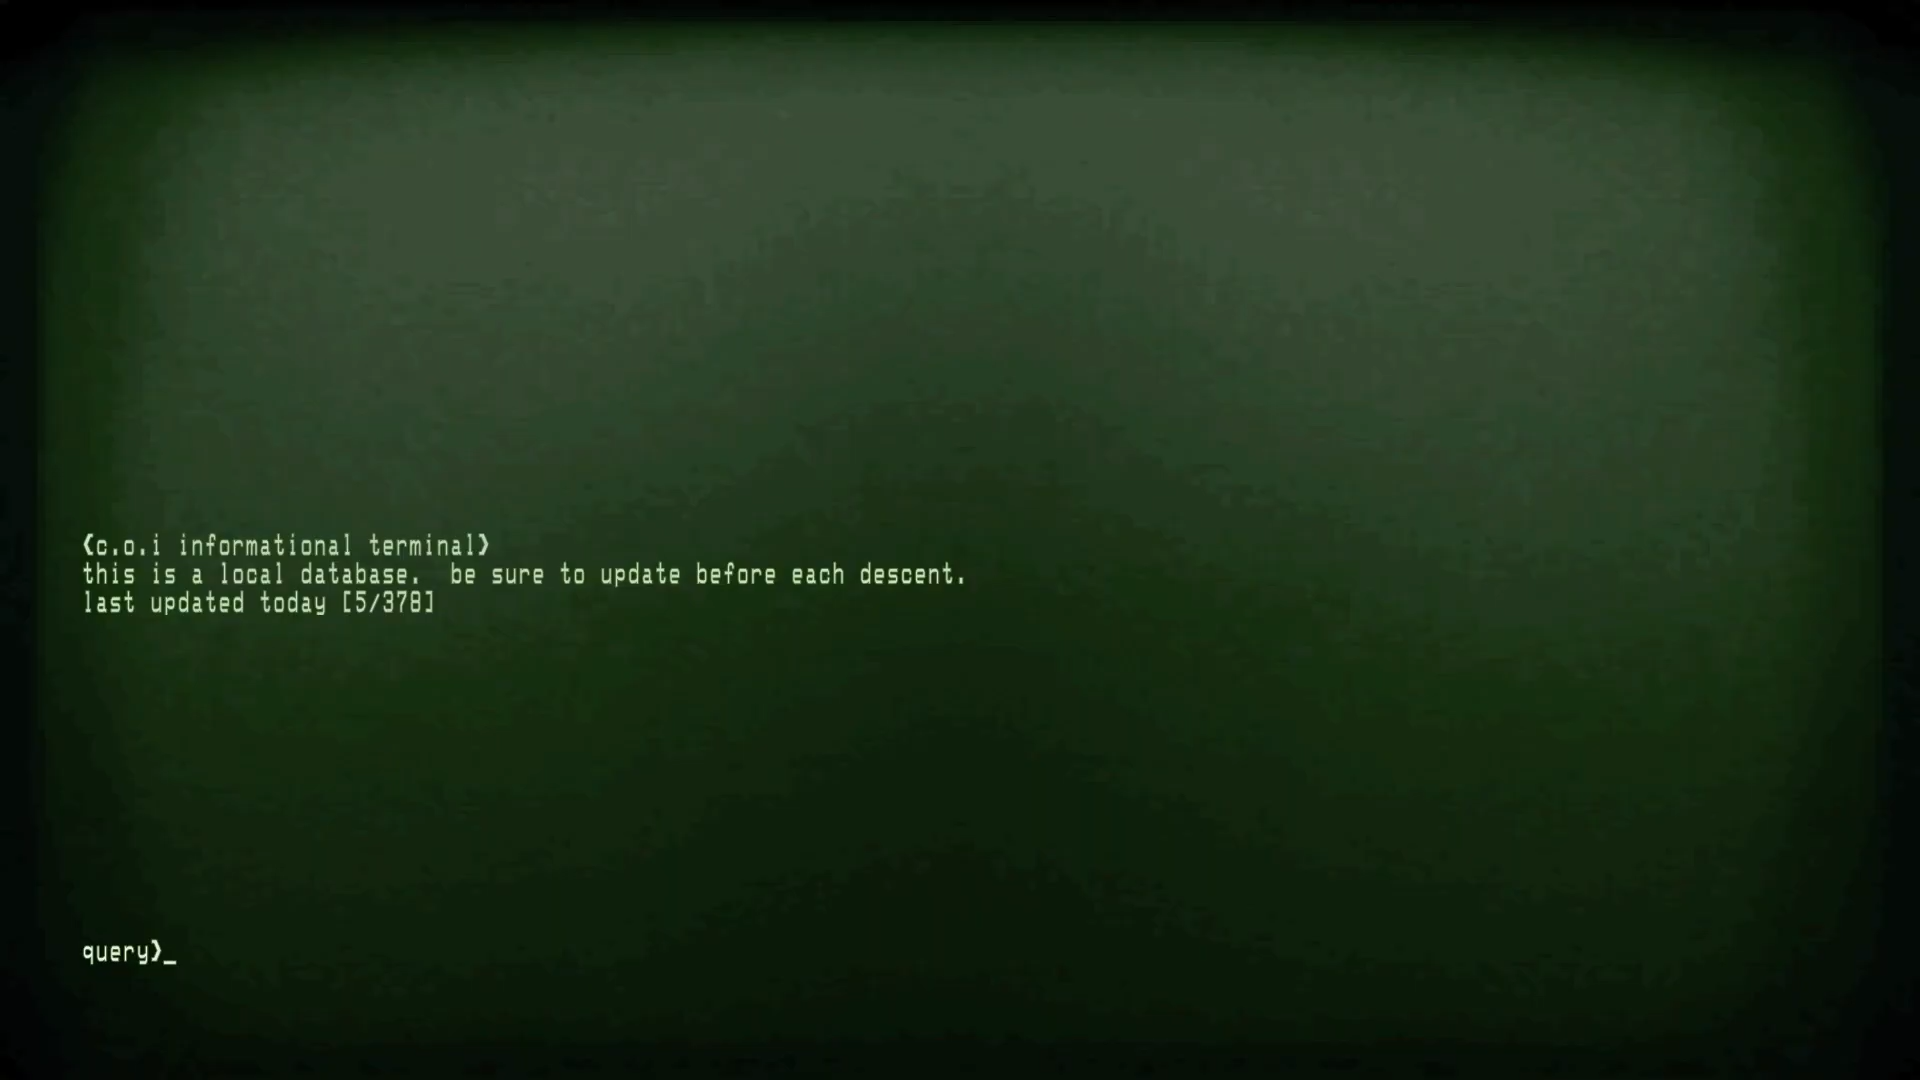 ❬c.o.i informational terminal❭
this is a local database.  be sure to update before each descent.
last updated today [5/378]
query❭_